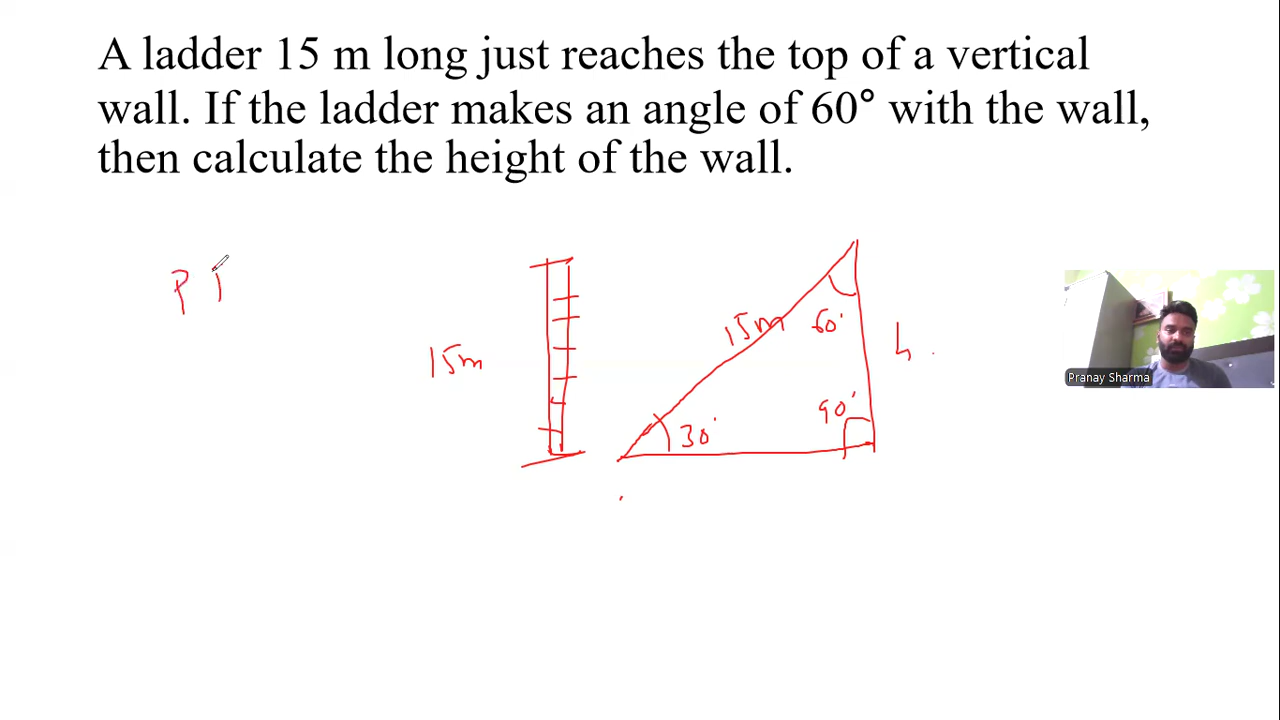 A ladder 15 m long just reaches the top of a vertical
wall. If the ladder makes an angle of 60° with the wall,
then calculate the height of the wall.
P
15m
15m
60°
h
30°
90°
Pranay Sharma